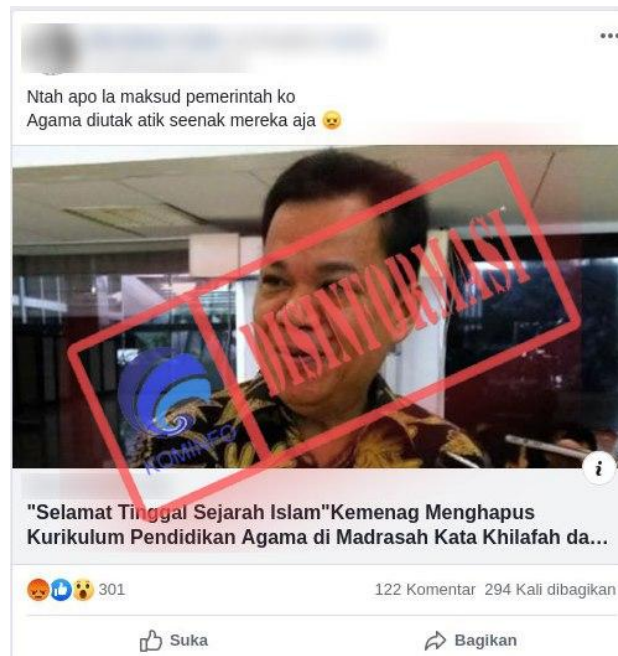 Ntah apo la maksud pemerintah ko
Agama diutak atik seenak mereka aja
DISINFORMASI
KOMINFO
"Selamat Tinggal Sejarah Islam"Kemenag Menghapus
Kurikulum Pendidikan Agama di Madrasah Kata Khilafah da...
301
122 Komentar 294 Kali dibagikan
Suka Bagikan